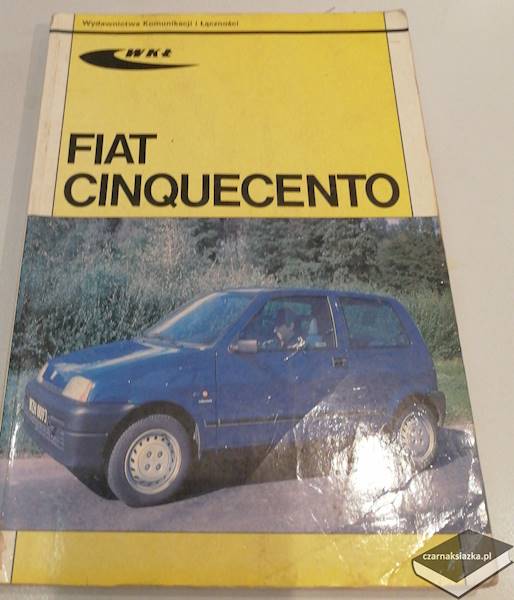 Wydawnictwa Komunikacji i Łączności
WKŁ
FIAT
CINQUECENTO
czarnaksiazka.pl